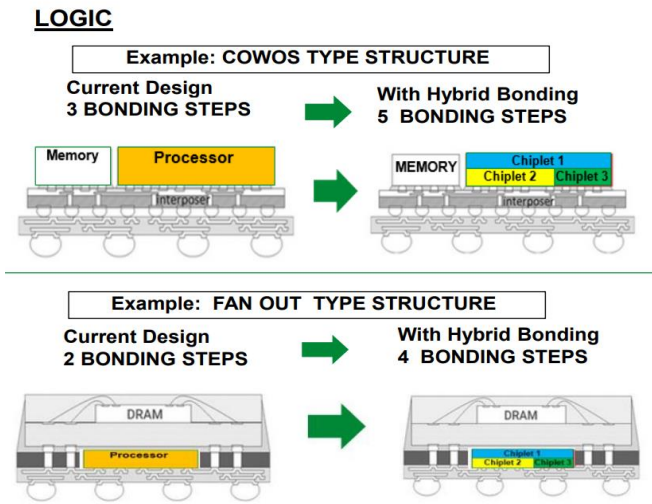 LOGIC
Example: COWOS TYPE STRUCTURE
Current Design
3 BONDING STEPS
With Hybrid Bonding
5 BONDING STEPS
Memory
Processor
interposer
MEMORY
Chiplet 1
Chiplet 2
Chiplet 3
interposer
Example: FAN OUT TYPE STRUCTURE
Current Design
2 BONDING STEPS
With Hybrid Bonding
4 BONDING STEPS
DRAM
Processor
DRAM
Chiplet 1
Chiplet 2
Chiplet 3